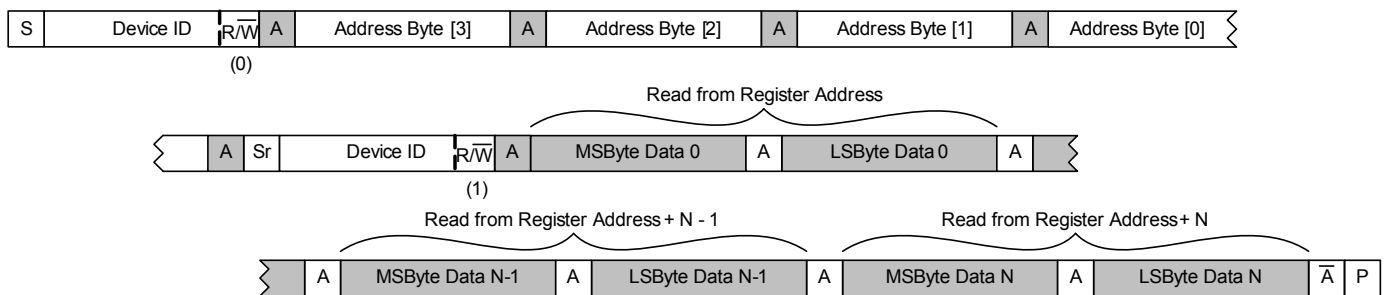 S Device ID R/W̅ A Address Byte [3] A Address Byte [2] A Address Byte [1] A Address Byte [0]
(0)
Read from Register Address
A Sr Device ID R/W̅ A MSByte Data 0 A LSByte Data 0 A
(1)
Read from Register Address + N - 1 Read from Register Address + N
A MSByte Data N-1 A LSByte Data N-1 A MSByte Data N A LSByte Data N A̅ P